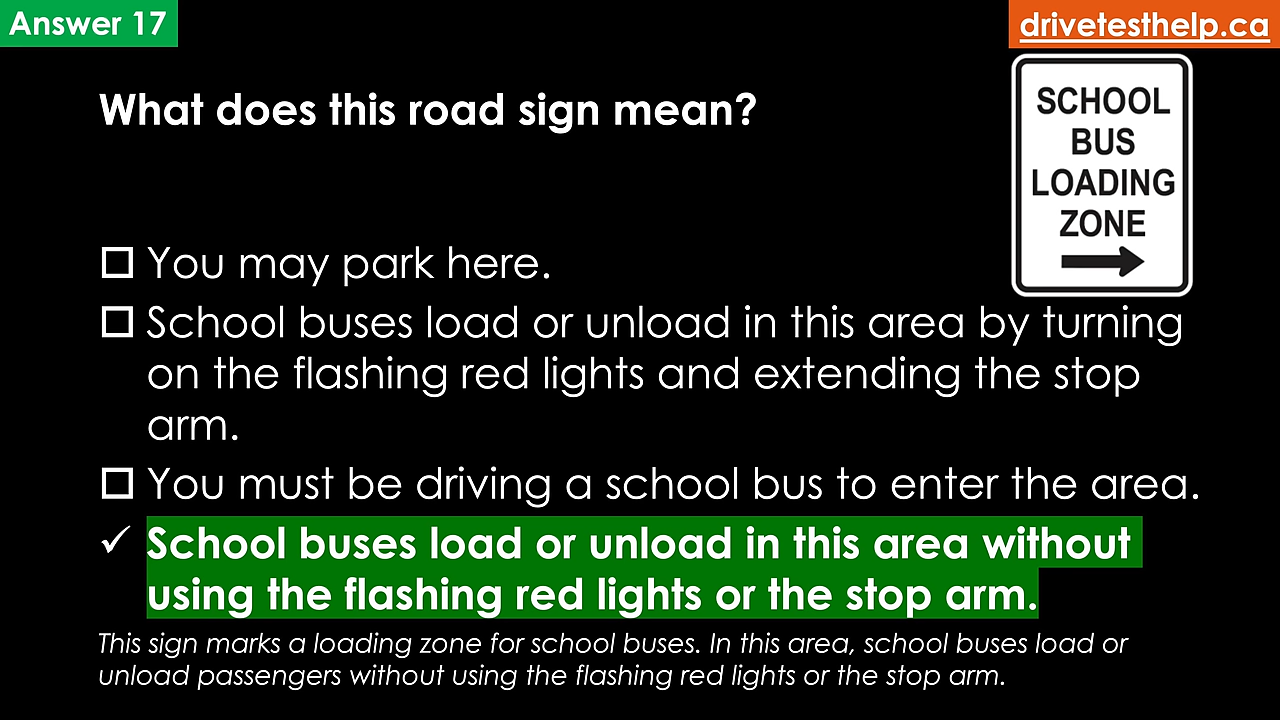 Answer 17
drivetesthelp.ca
What does this road sign mean?
SCHOOL
BUS
LOADING
ZONE
You may park here.
School buses load or unload in this area by turning
on the flashing red lights and extending the stop
arm.
You must be driving a school bus to enter the area.
School buses load or unload in this area without
using the flashing red lights or the stop arm.
This sign marks a loading zone for school buses. In this area, school buses load or
unload passengers without using the flashing red lights or the stop arm.